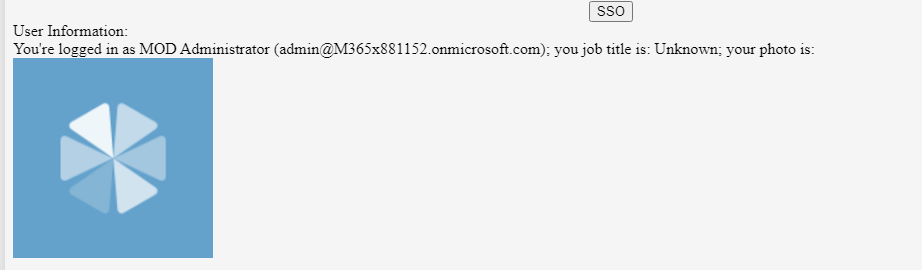 SSO
User Information:
You're logged in as MOD Administrator (admin@M365x881152.onmicrosoft.com); you job title is: Unknown; your photo is: